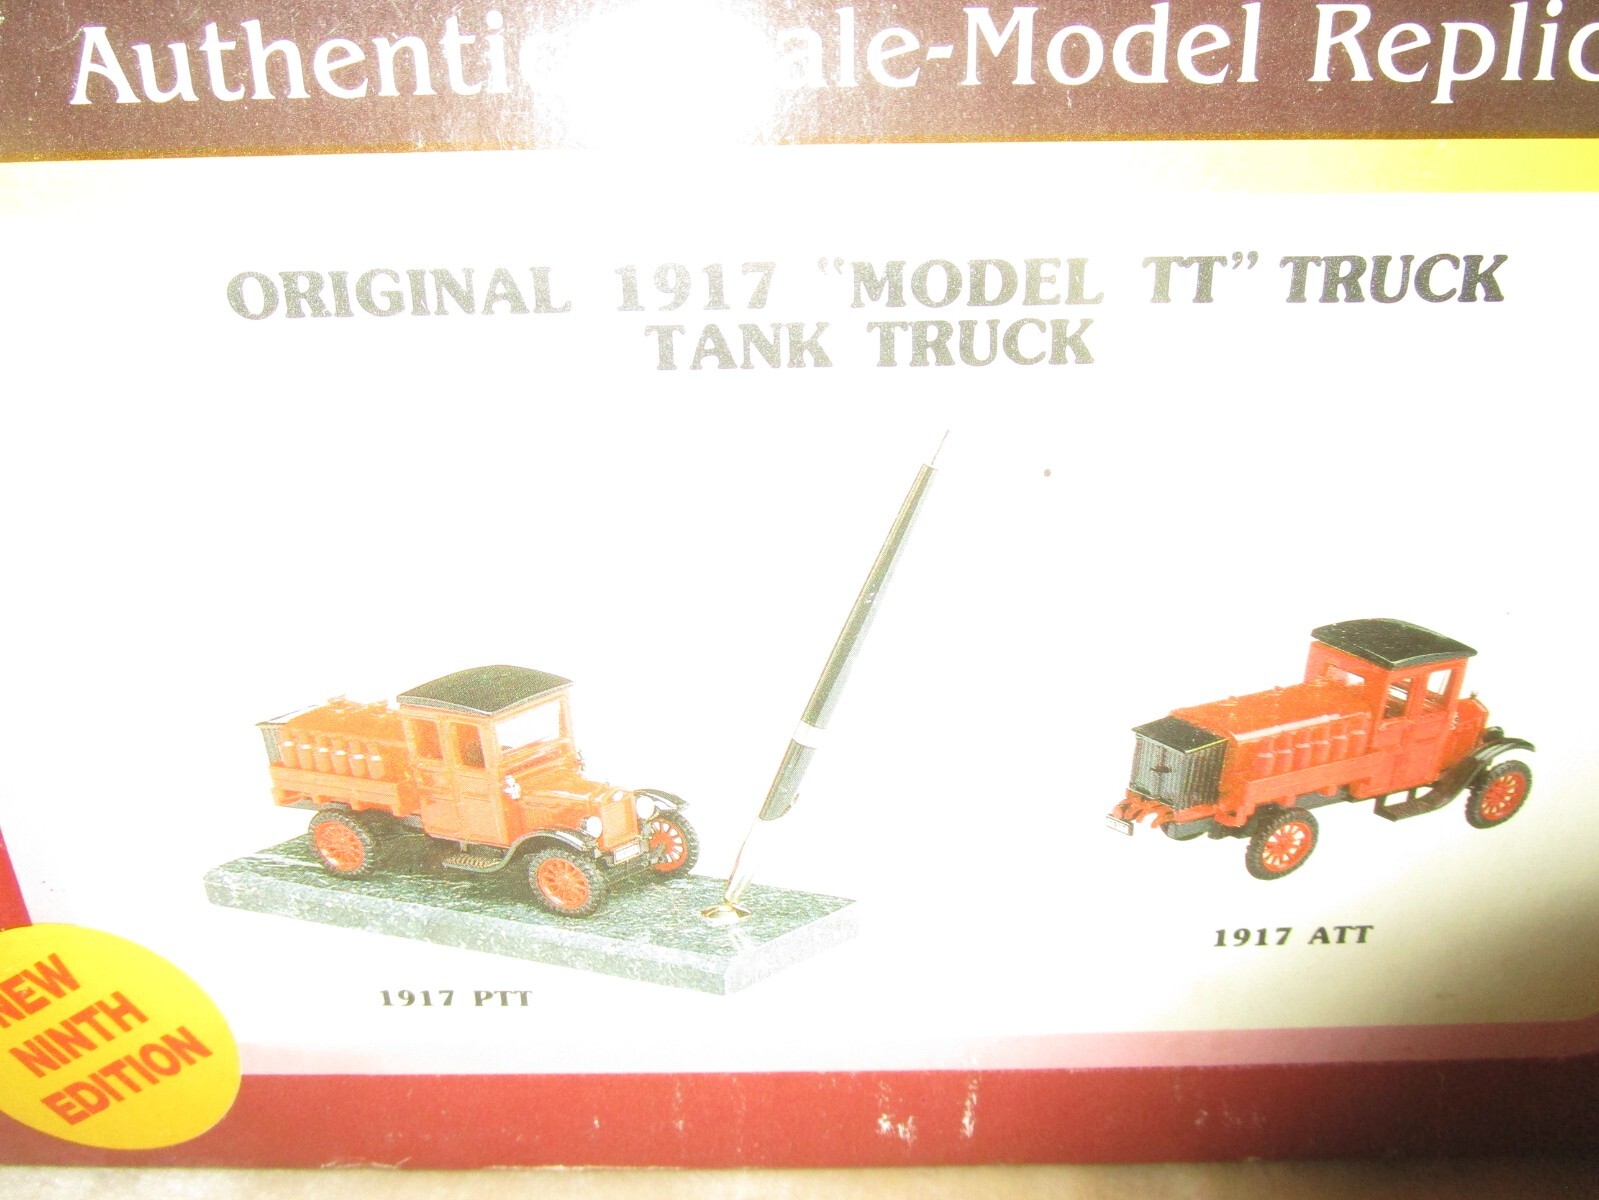 Authenti ale-Model Replic
ORIGINAL 1917 “MODEL TT” TRUCK
TANK TRUCK
1917 PTT
1917 ATT
NEW
NINTH
EDITION